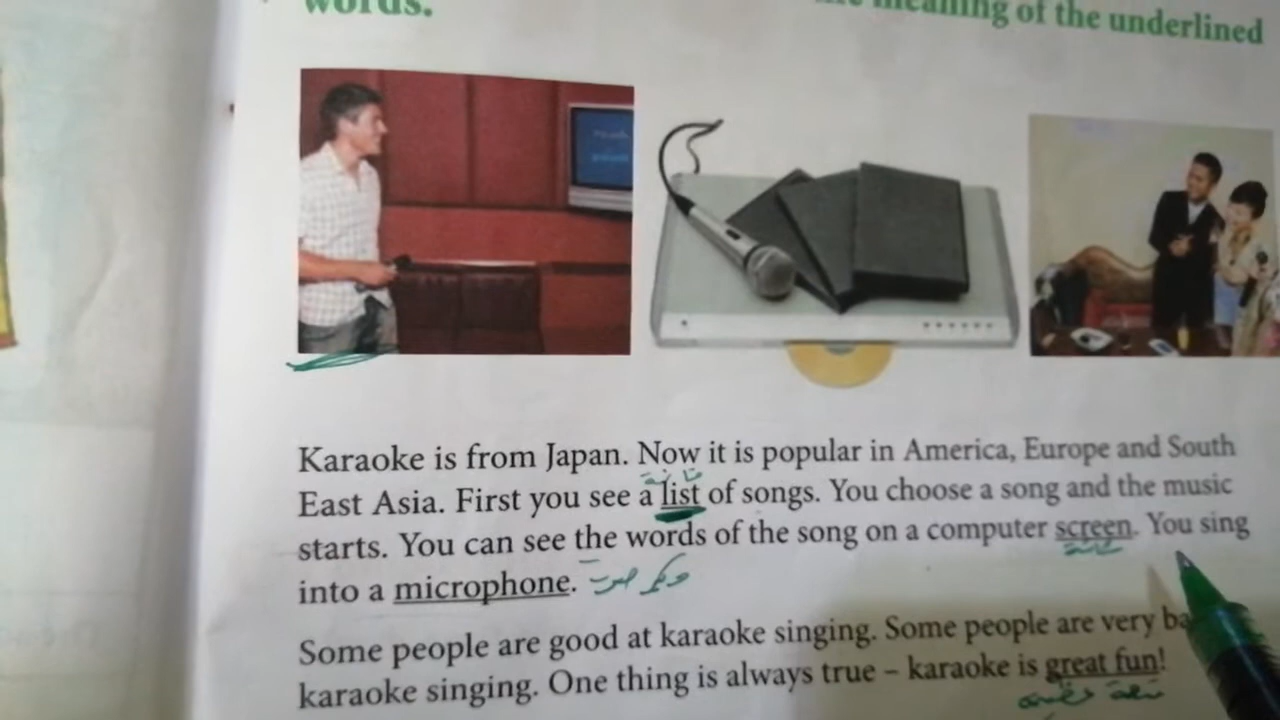 words. meaning of the underlined
Karaoke is from Japan. Now it is popular in America, Europe and South
East Asia. First you see a list of songs. You choose a song and the music
starts. You can see the words of the song on a computer screen. You sing
into a microphone.
Some people are good at karaoke singing. Some people are very
karaoke singing. One thing is always true – karaoke is great fun!